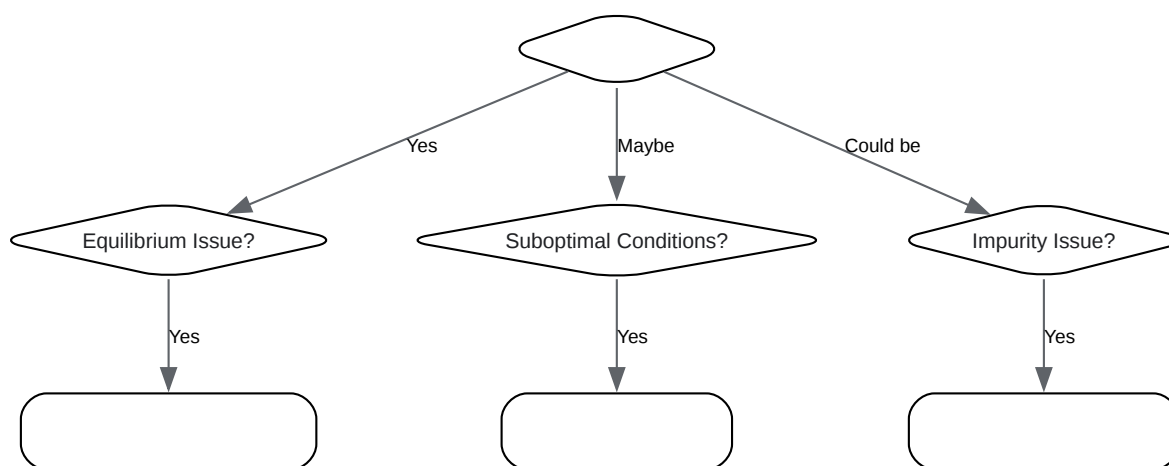 Yes
Maybe
Could be
Equilibrium Issue?
Suboptimal Conditions?
Impurity Issue?
Yes
Yes
Yes